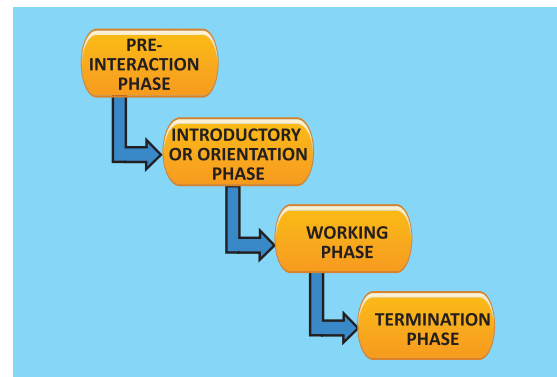 PRE-
INTERACTION
PHASE
INTRODUCTORY
OR ORIENTATION
PHASE
WORKING
PHASE
TERMINATION
PHASE